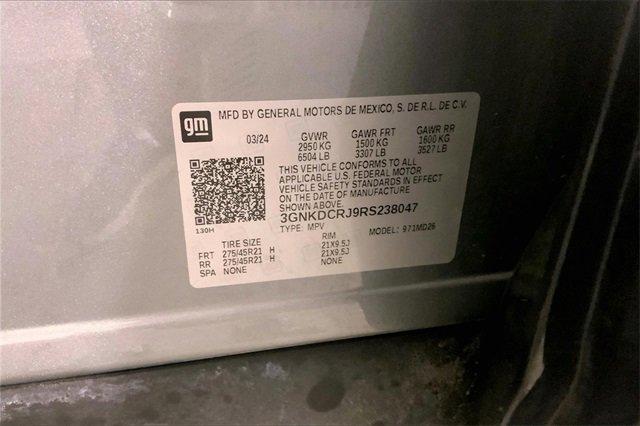 gm
MFD BY GENERAL MOTORS DE MEXICO, S. DE R.L. DE C.V.
03/24 GVWR GAWR FRT GAWR RR
2950 KG 1500 KG 1600 KG
6504 LB 3307 LB 3527 LB
THIS VEHICLE CONFORMS TO ALL
APPLICABLE U.S. FEDERAL MOTOR
VEHICLE SAFETY STANDARDS IN EFFECT
ON THE DATE OF MANUFACTURE
SHOWN ABOVE.
3GNKDCRJ9RS238047
130H TYPE: MPV MODEL: 971MD26
TIRE SIZE RIM
FRT 275/45R21 H 21X9.5J
RR 275/45R21 H 21X9.5J
SPA NONE NONE